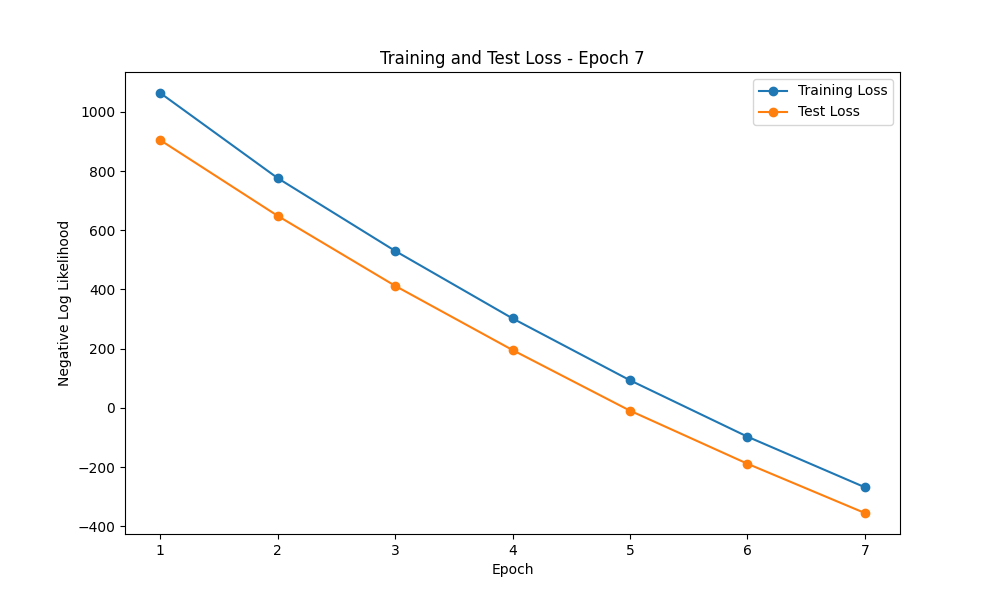 Training and Test Loss - Epoch 7
Training Loss
Test Loss
Negative Log Likelihood
1000
800
600
400
200
0
−200
−400
1 2 3 4 5 6 7
Epoch